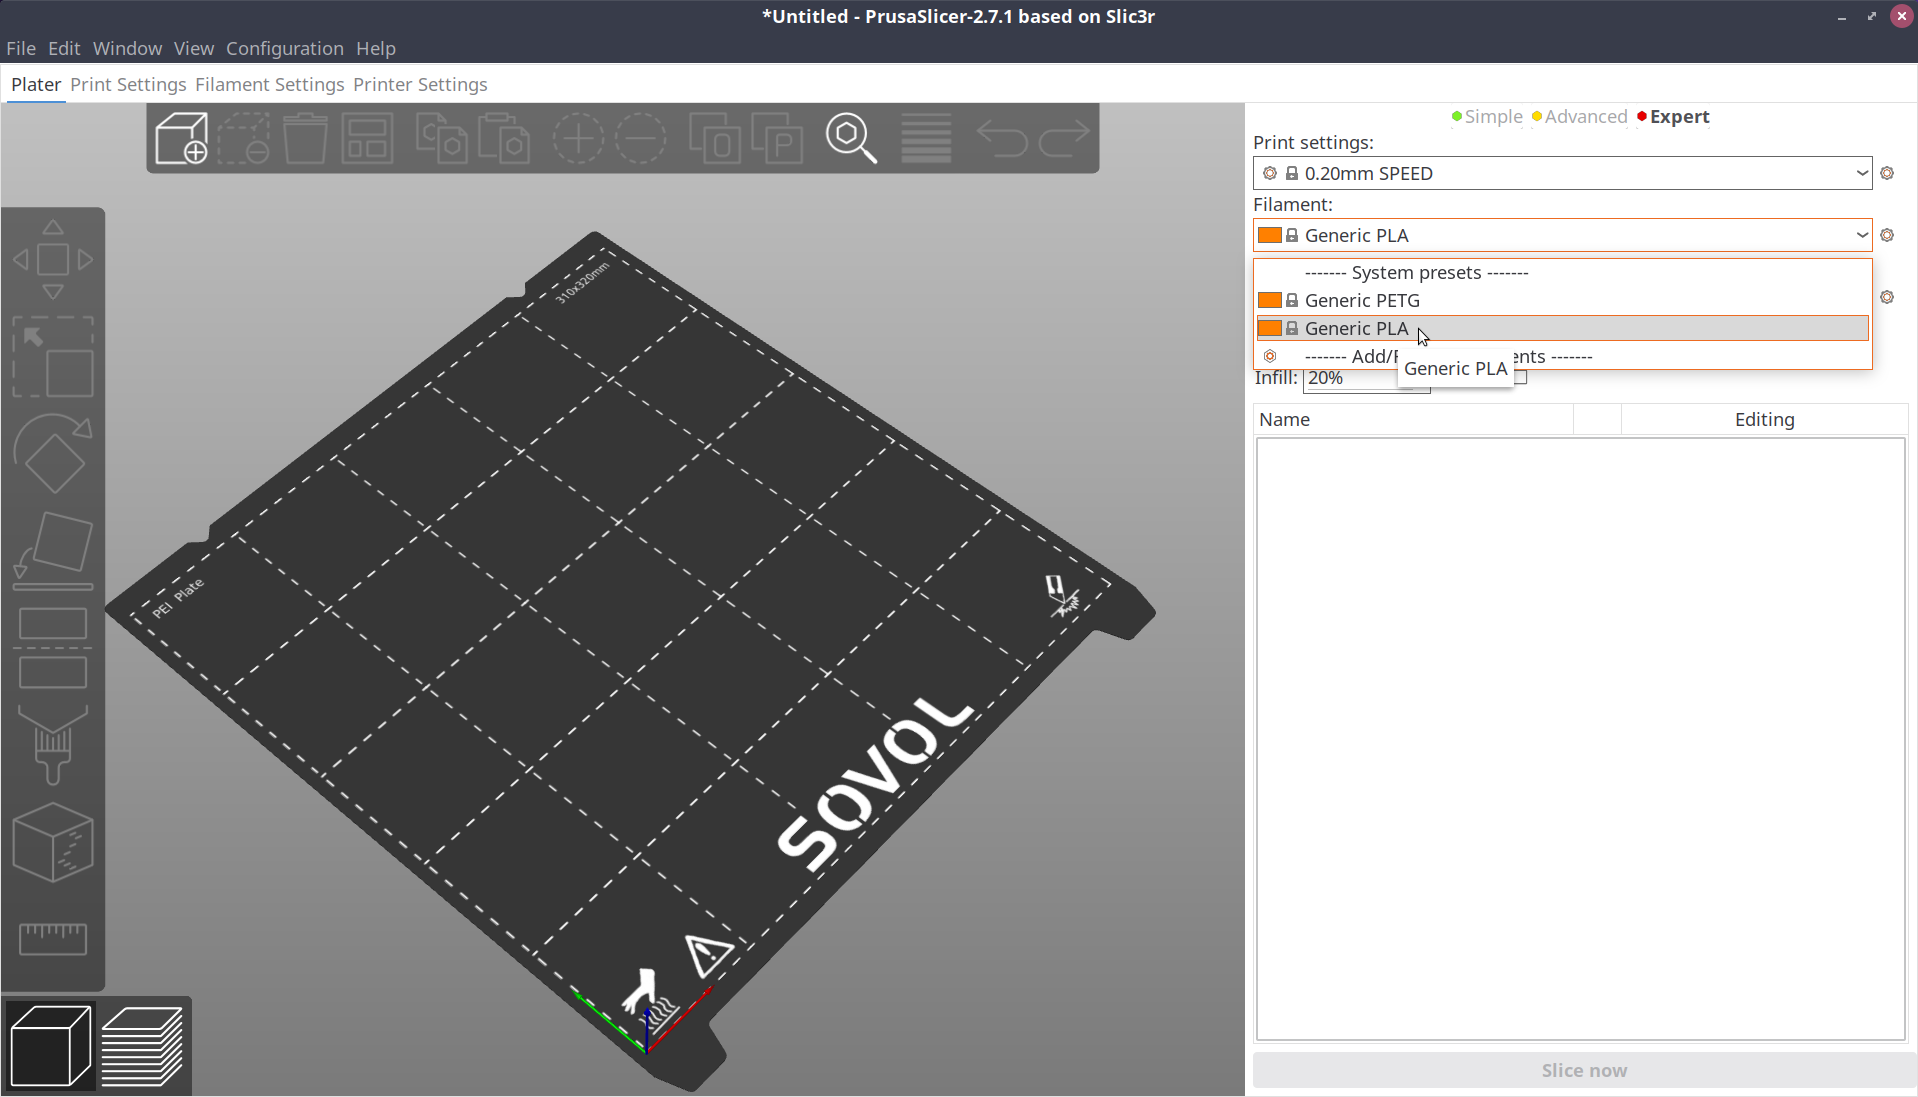 *Untitled - PrusaSlicer-2.7.1 based on Slic3r
File Edit Window View Configuration Help
Plater Print Settings Filament Settings Printer Settings
Simple Advanced Expert
Print settings:
0.20mm SPEED
Filament:
Generic PLA
------- System presets -------
Generic PETG
Generic PLA
------- Add/ ents -------
Generic PLA
Infill: 20%
Name Editing
310x320mm
PEI Plate
SOVOL
Slice now